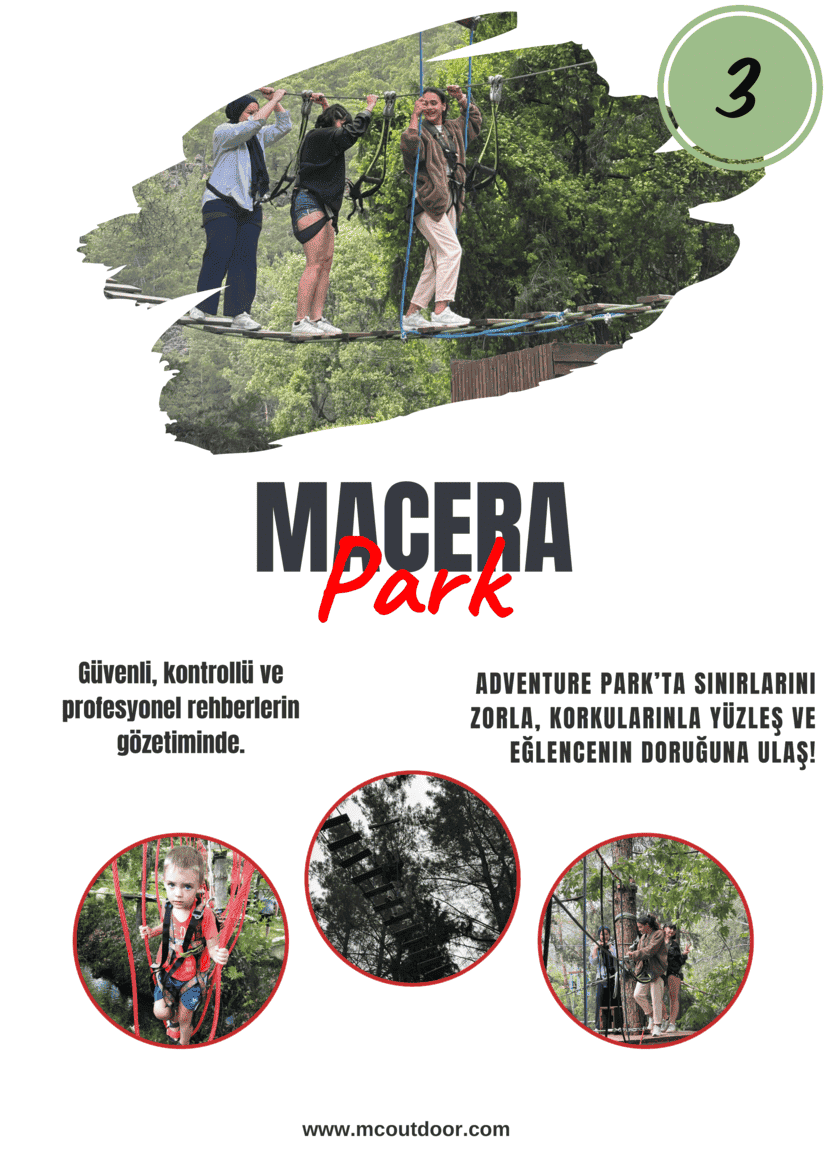 3
MACERA
Park
Güvenli, kontrollü ve
profesyonel rehberlerin
gözetiminde.
ADVENTURE PARK’TA SINIRLARINI
ZORLA, KORKULARINLA YÜZLEŞ VE
EĞLENCENIN DORUĞUNA ULAŞ!
www.mcoutdoor.com